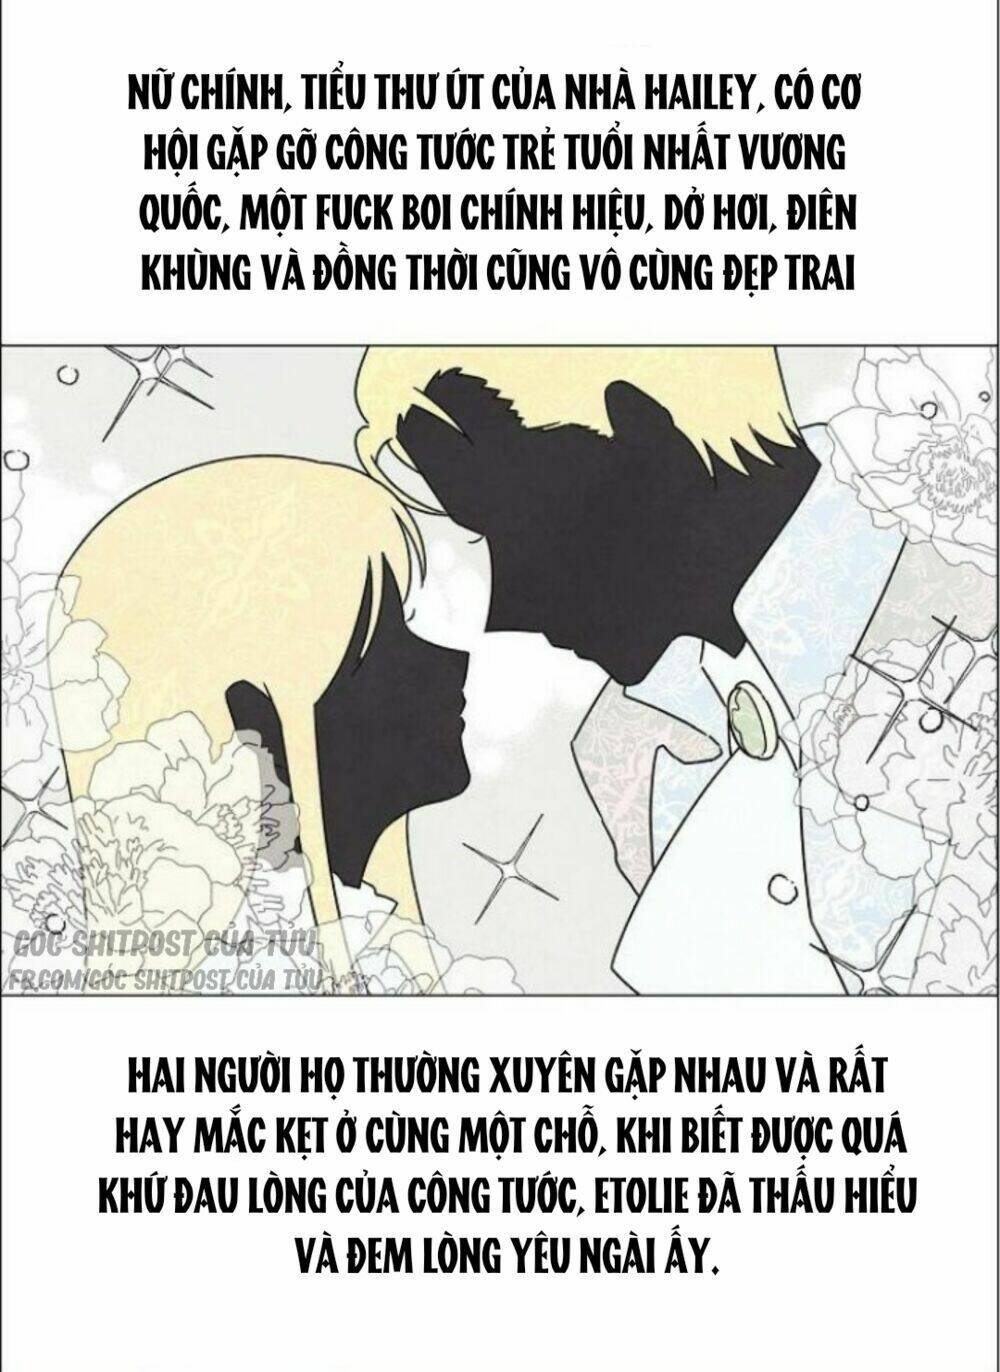 NỮ CHÍNH, TIỂU THƯ ÚT CỦA NHÀ HAILEY, CÓ CƠ
HỘI GẶP GỠ CÔNG TƯỚC TRẺ TUỔI NHẤT VƯƠNG
QUỐC, MỘT FUCK BOI CHÍNH HIỆU, DỞ HƠI, ĐIÊN
KHÙNG VÀ ĐỒNG THỜI CŨNG VÔ CÙNG ĐẸP TRAI
GÓC SHITPOST CỦA TỬU
FB.COM/GÓC SHITPOST CỦA TỬU
HAI NGƯỜI HỌ THƯỜNG XUYÊN GẶP NHAU VÀ RẤT
HAY MẮC KẸT Ở CÙNG MỘT CHỖ, KHI BIẾT ĐƯỢC QUÁ
KHỨ ĐAU LÒNG CỦA CÔNG TƯỚC, ETOLIE ĐÃ THẤU HIỂU
VÀ ĐEM LÒNG YÊU NGÀI ẤY.